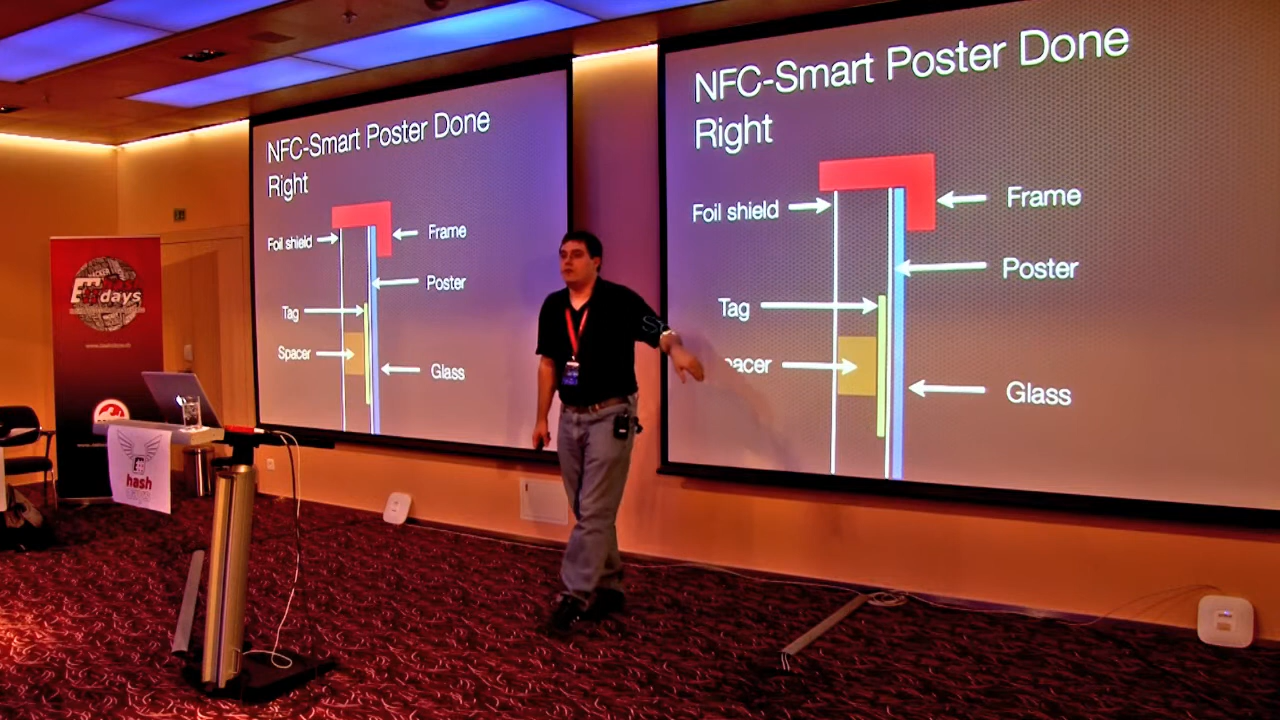 NFC-Smart Poster Done
Right
Foil shield
Frame
Poster
Tag
Spacer
Glass
NFC-Smart Poster Done
Right
Foil shield
Frame
Poster
Tag
pacer
Glass
days
hash